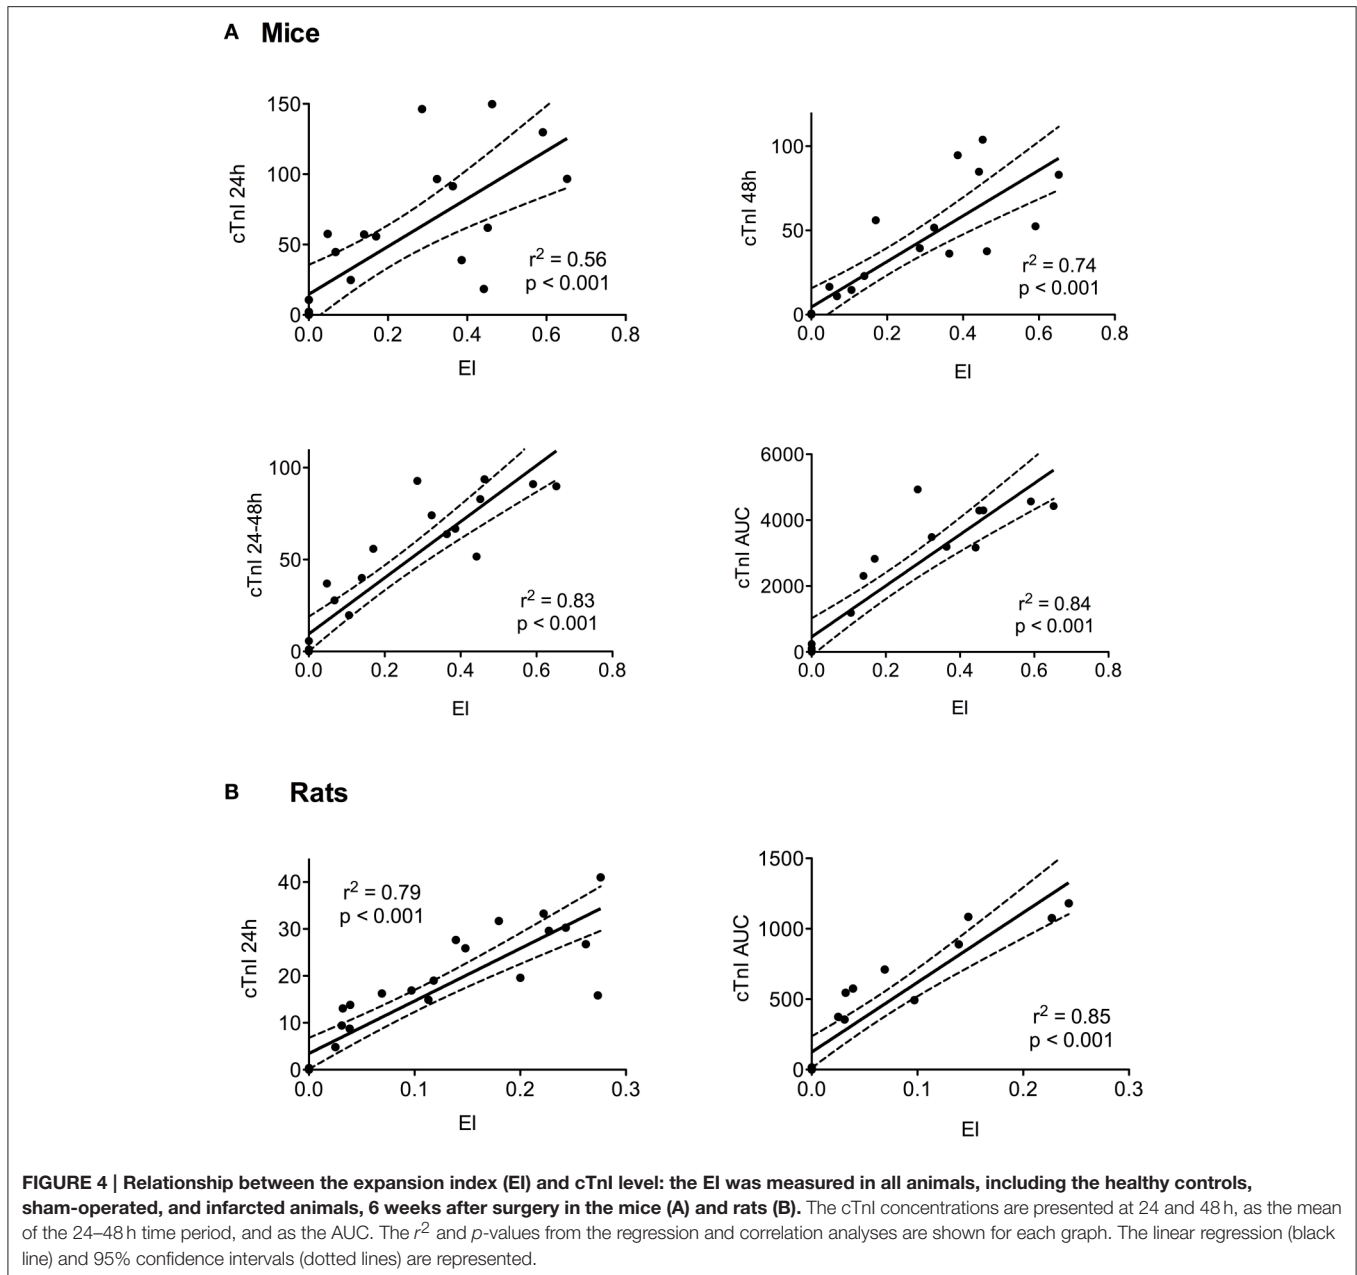 A Mice
150
100
50
0
cTnI 24h
r2 = 0.56
p < 0.001
0.0 0.2 0.4 0.6 0.8
EI
100
50
0
cTnI 48h
r2 = 0.74
p < 0.001
0.0 0.2 0.4 0.6 0.8
EI
100
50
0
cTnI 24-48h
r2 = 0.83
p < 0.001
0.0 0.2 0.4 0.6 0.8
EI
6000
4000
2000
0
cTnI AUC
r2 = 0.84
p < 0.001
0.0 0.2 0.4 0.6 0.8
EI
B Rats
40
30
20
10
0
cTnI 24h
r2 = 0.79
p < 0.001
0.0 0.1 0.2 0.3
EI
1500
1000
500
0
cTnI AUC
r2 = 0.85
p < 0.001
0.0 0.1 0.2 0.3
EI
FIGURE 4 | Relationship between the expansion index (EI) and cTnI level: the EI was measured in all animals, including the healthy controls,
sham-operated, and infarcted animals, 6 weeks after surgery in the mice (A) and rats (B). The cTnI concentrations are presented at 24 and 48 h, as the mean
of the 24–48 h time period, and as the AUC. The r2 and p-values from the regression and correlation analyses are shown for each graph. The linear regression (black
line) and 95% confidence intervals (dotted lines) are represented.